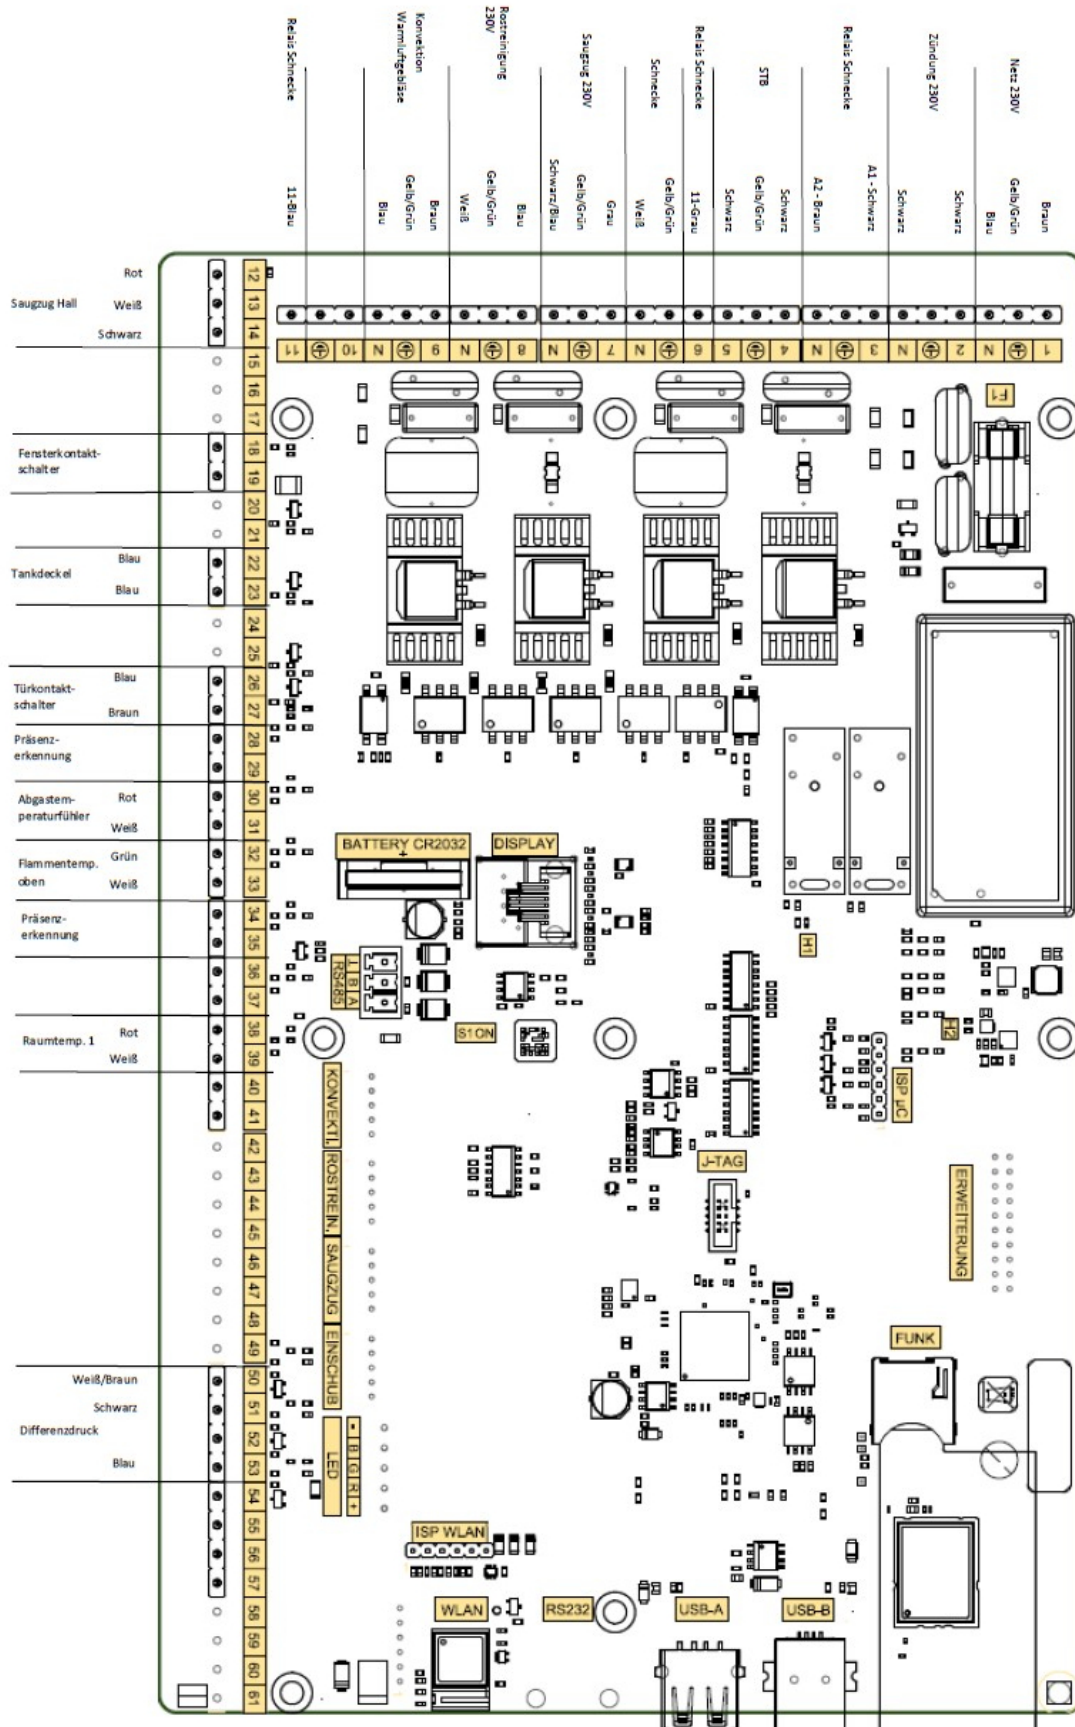 Relais Schnecke
Konvektion
Warmluftgebläse
Rostreinigung
230V
Saugzug 230V
Schnecke
Relais Schnecke
STB
Relais Schnecke
Zündung 230V
Netz 230V
11-Blau
Blau
Gelb/Grün
Braun
Weiß
Gelb/Grün
Blau
Schwarz/Blau
Gelb/Grün
Grau
Weiß
Gelb/Grün
11-Grau
Schwarz
Gelb/Grün
Schwarz
A2 - Braun
A1 - Schwarz
Schwarz
Schwarz
Blau
Gelb/Grün
Braun
11
10
N
9
N
8
N
7
N
6
5
4
N
3
N
2
N
1
F1
Rot
12
Saugzug Hall
Weiß
13
Schwarz
14
15
16
17
Fensterkontakt-
schalter
18
19
20
21
Tankdeckel
Blau
22
Blau
23
24
25
Türkontakt-
schalter
Blau
26
Braun
27
Präsenz-
erkennung
28
29
Abgastem-
peraturfühler
Rot
30
Weiß
31
Flammentemp.
oben
Grün
32
Weiß
33
Präsenz-
erkennung
34
35
36
37
Raumtemp. 1
Rot
38
Weiß
39
40
41
42
43
44
45
46
47
48
49
Weiß/Braun
50
Schwarz
51
Differenzdruck
52
Blau
53
54
55
56
57
58
59
60
61
BATTERY CR2032
+
DISPLAY
RS485
B
A
H1
H2
S1ON
ISP µC
KONVEKTI.
ROSTREIN.
SAUGZUG
EINSCHUB
J-TAG
ERWEITERUNG
FUNK
LED
-
B
G
R
+
ISP WLAN
WLAN
RS232
USB-A
USB-B